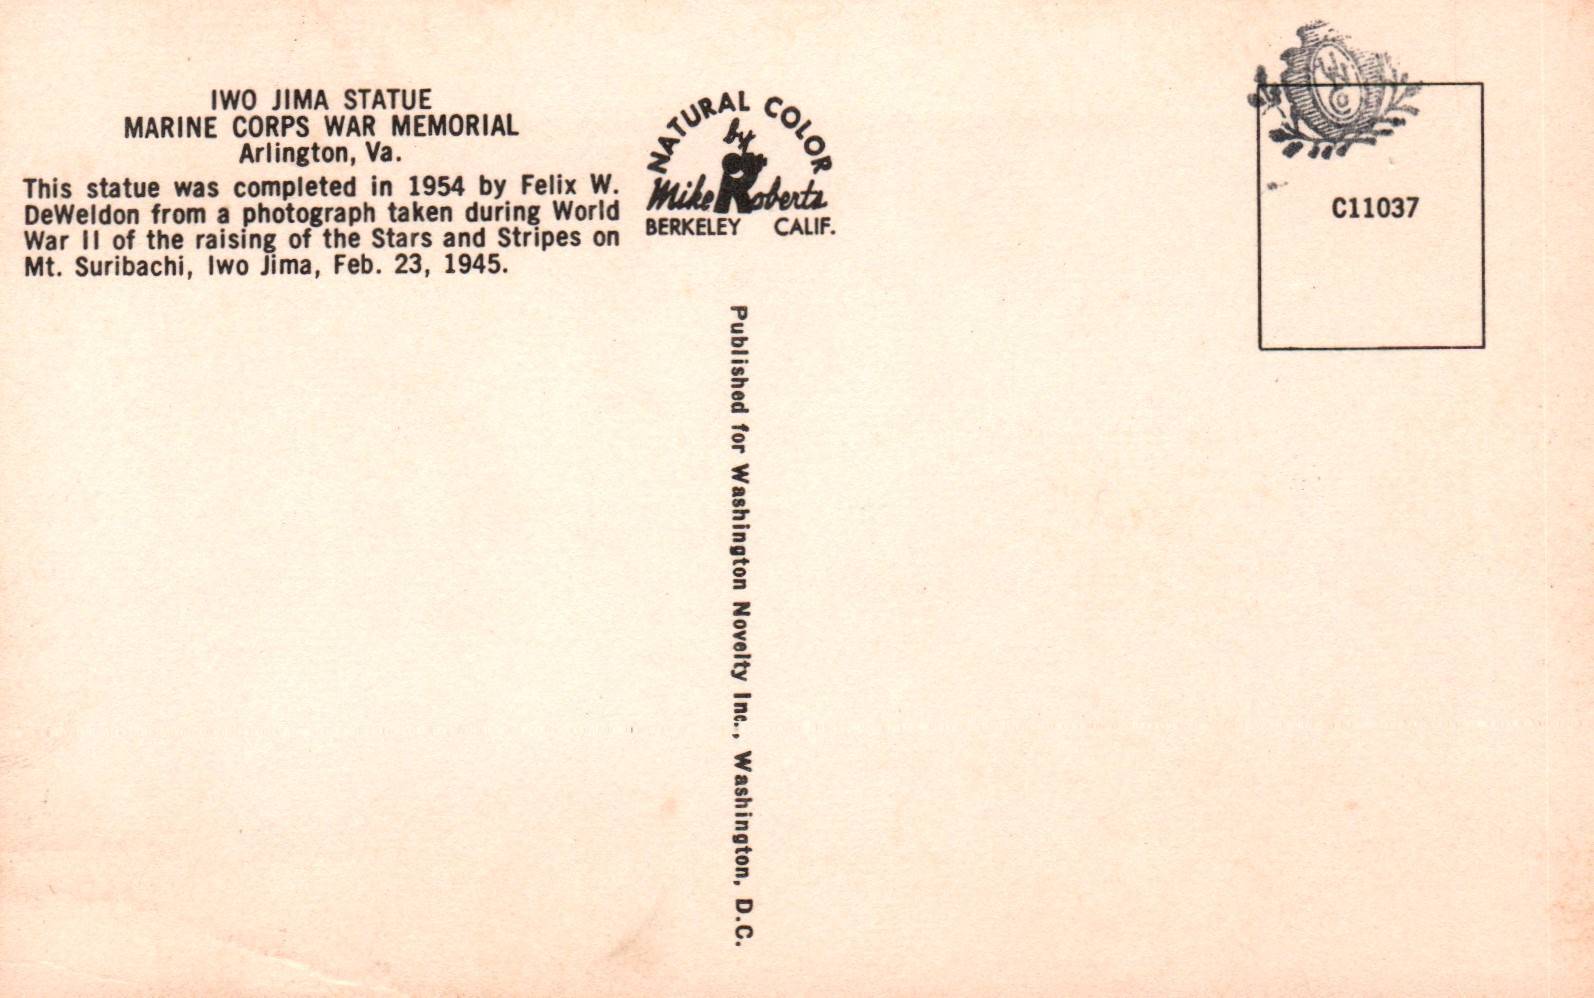 IWO JIMA STATUE
MARINE CORPS WAR MEMORIAL
Arlington, Va.
This statue was completed in 1954 by Felix W.
DeWeldon from a photograph taken during World
War II of the raising of the Stars and Stripes on
Mt. Suribachi, Iwo Jima, Feb. 23, 1945.
NATURAL COLOR
by
Mike Roberts
BERKELEY CALIF.
Published for Washington Novelty Inc., Washington, D.C.
C11037